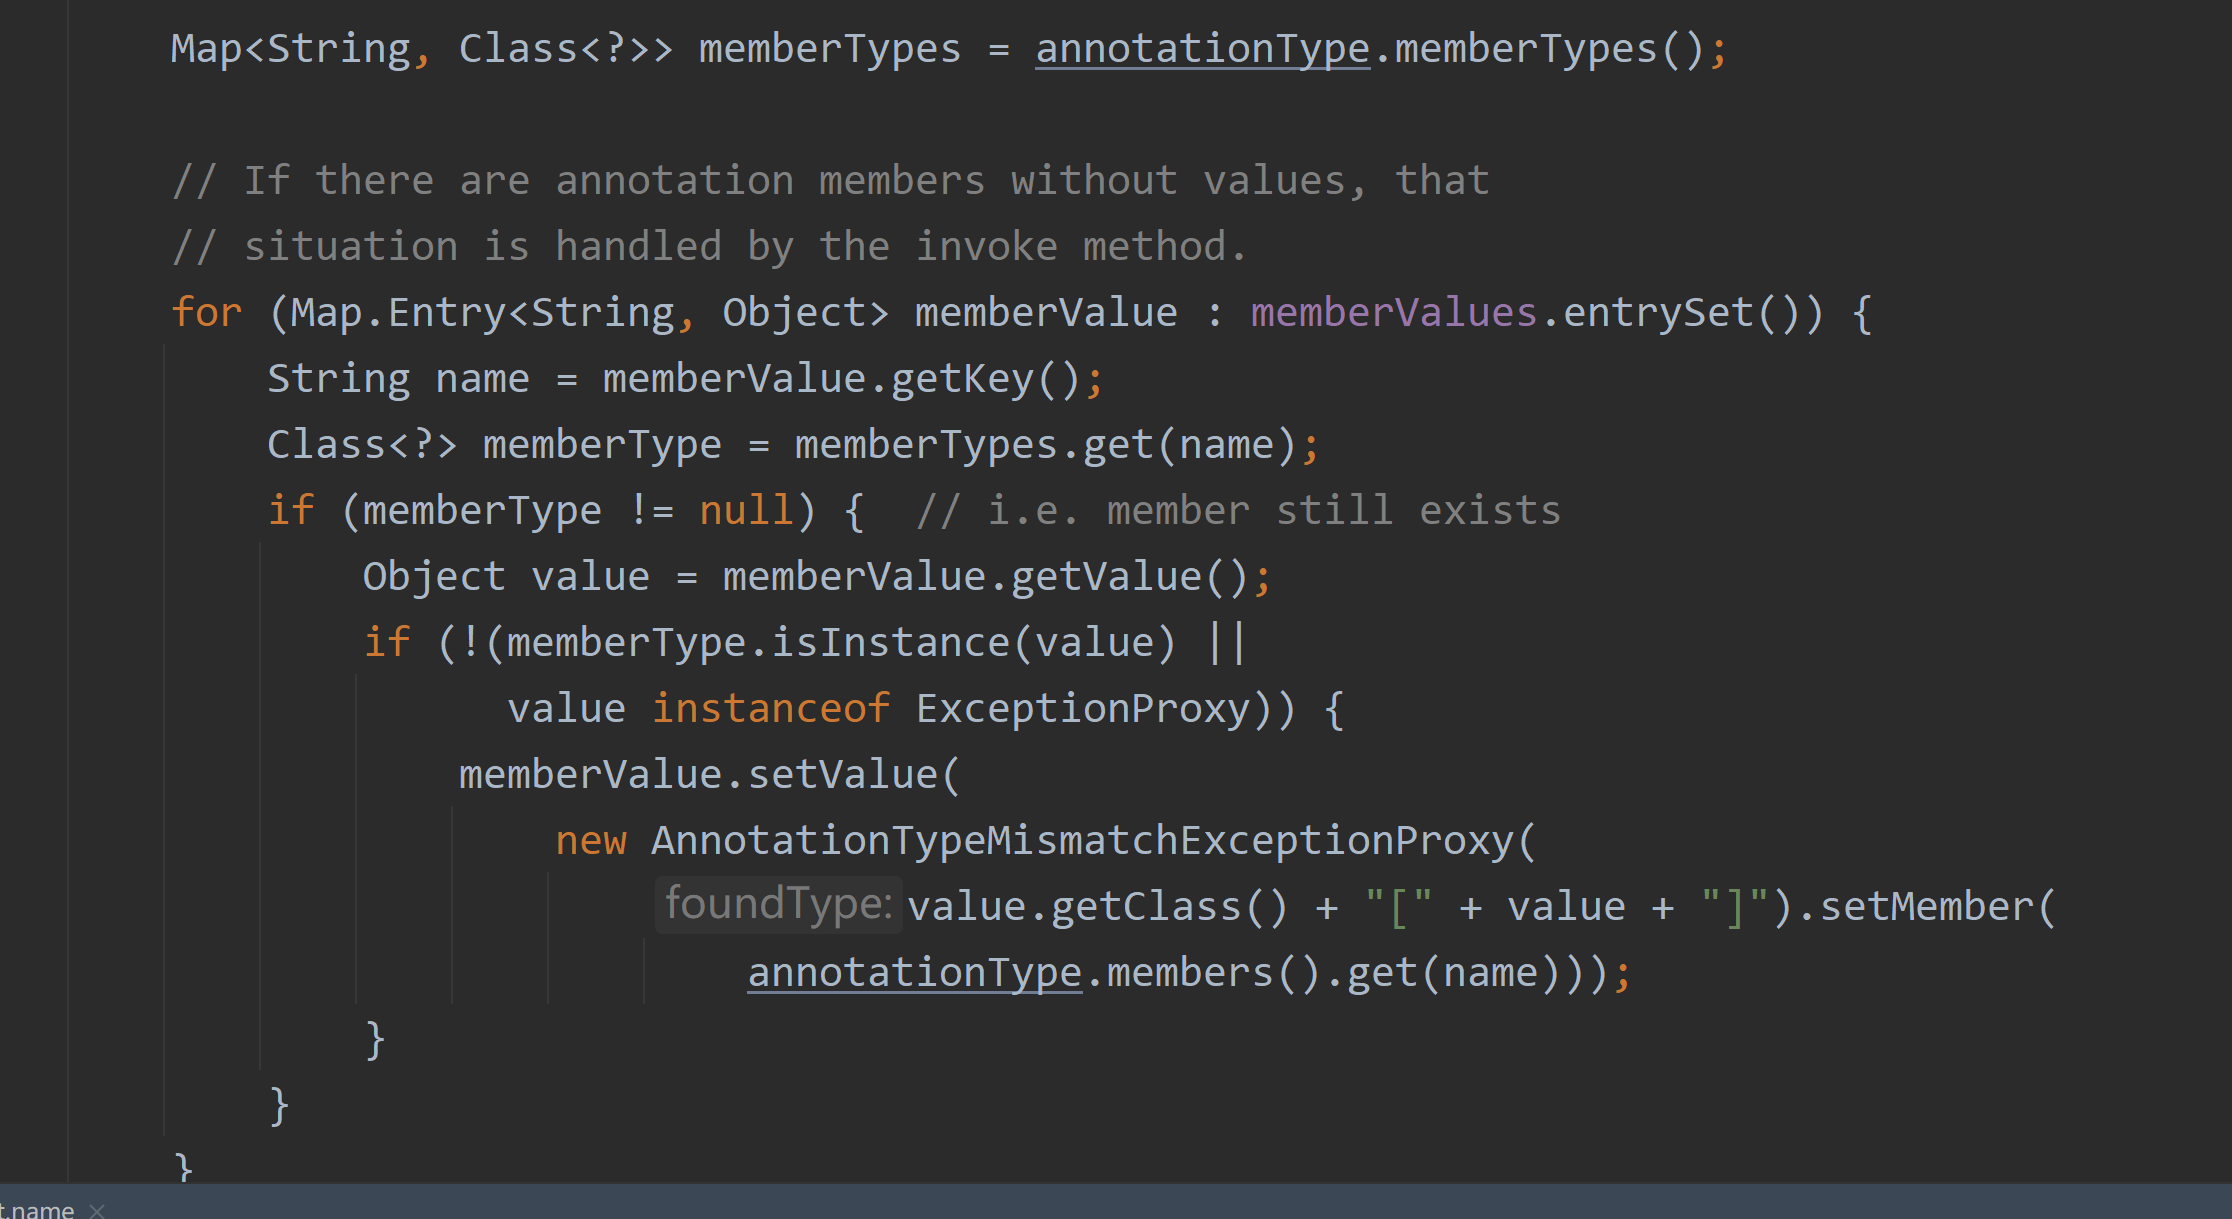 Map<String, Class<?>> memberTypes = annotationType.memberTypes();
// If there are annotation members without values, that
// situation is handled by the invoke method.
for (Map.Entry<String, Object> memberValue : memberValues.entrySet()) {
String name = memberValue.getKey();
Class<?> memberType = memberTypes.get(name);
if (memberType != null) {  // i.e. member still exists
Object value = memberValue.getValue();
if (!(memberType.isInstance(value) ||
value instanceof ExceptionProxy)) {
memberValue.setValue(
new AnnotationTypeMismatchExceptionProxy(
foundType: value.getClass() + "[" + value + "]").setMember(
annotationType.members().get(name)));
}
}
}
t.name ×